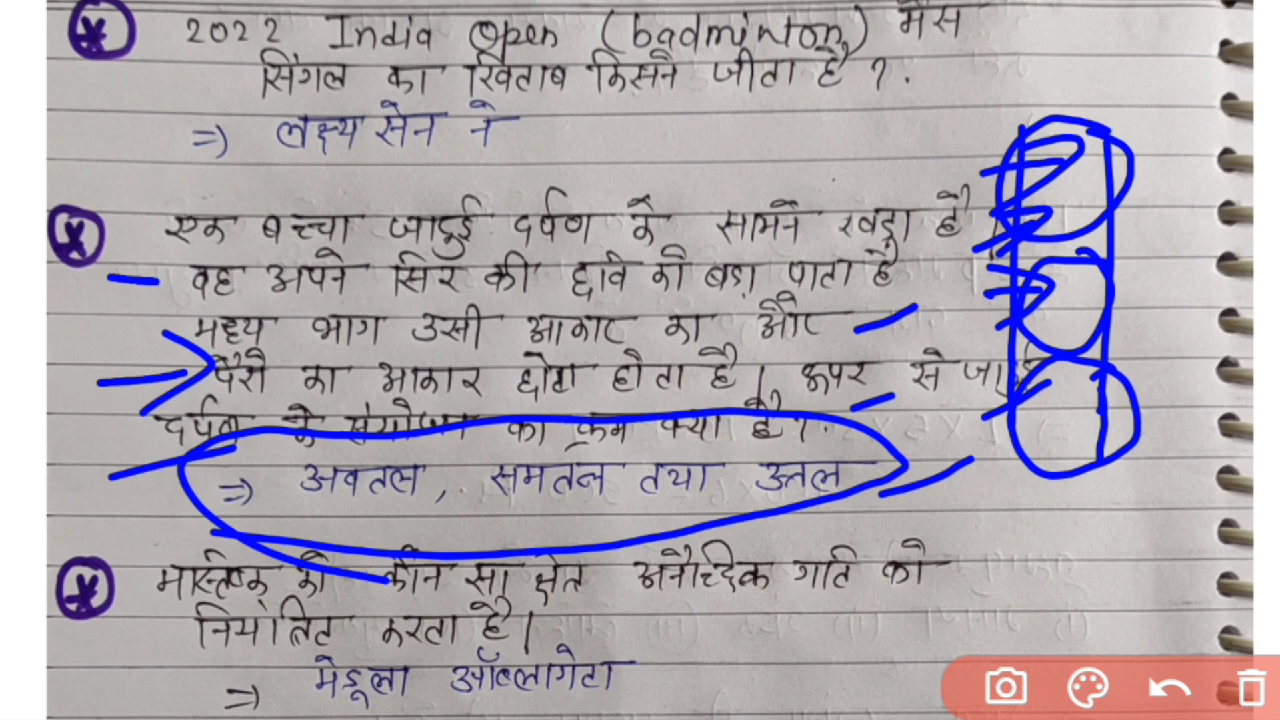 2022 India open (badminton) मेंस
सिंगल का खिताब किसने जीता है ?.
=> लक्ष्य सेन ने
एक बच्चा जादुई दर्पण के सामने खड़ा है
वह अपने सिर की छवि को बड़ा पाता है
मध्य भाग उसी आकार का और
पैरो का आकार छोटा होता है। ऊपर से
दर्पण के संयोजन का क्रम क्या है?.
=> अवतल, समतल तथा उत्तल
मस्तिष्क का कौन सा क्षेत्र अनैच्छिक गति को
नियंत्रित करता है।
=> मेडूला ऑब्लागेटा